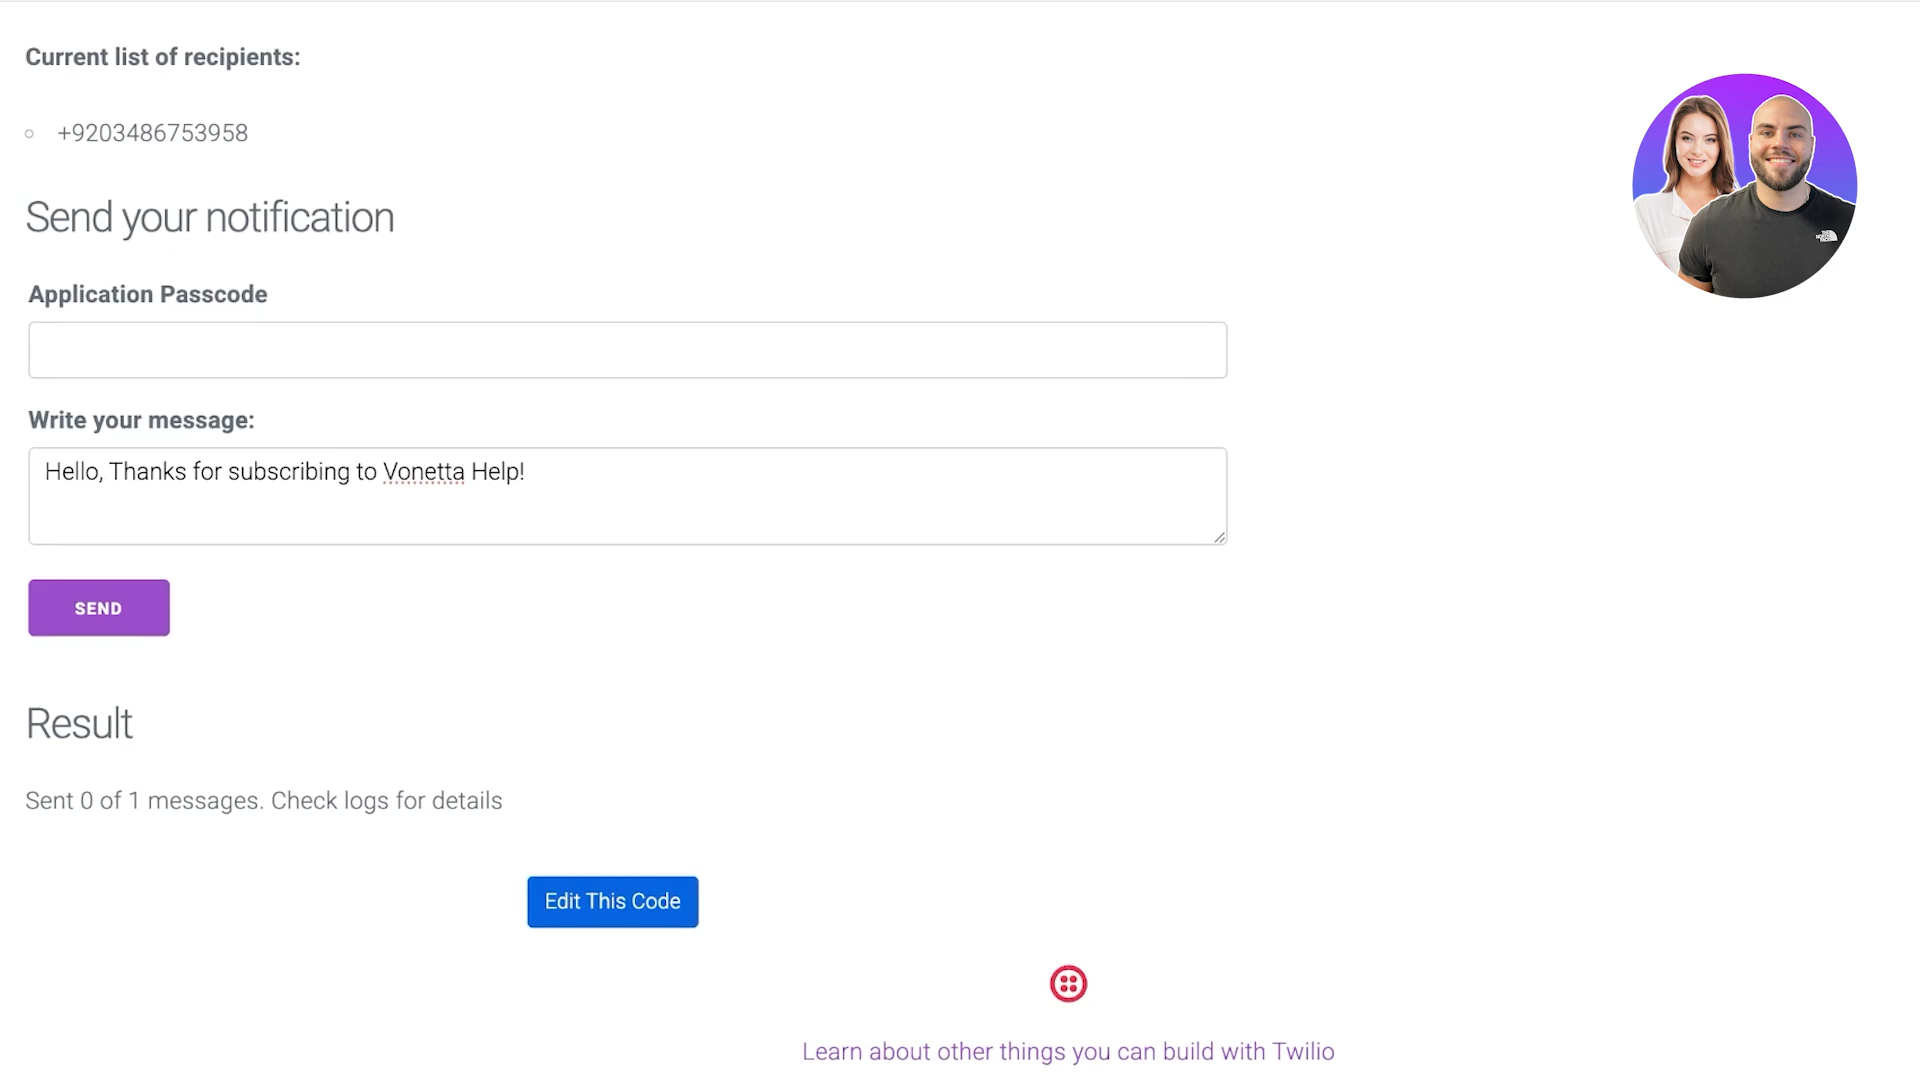 Current list of recipients:
+9203486753958
Send your notification
Application Passcode
Write your message:
Hello, Thanks for subscribing to Vonetta Help!
SEND
Result
Sent 0 of 1 messages. Check logs for details
Edit This Code
Learn about other things you can build with Twilio